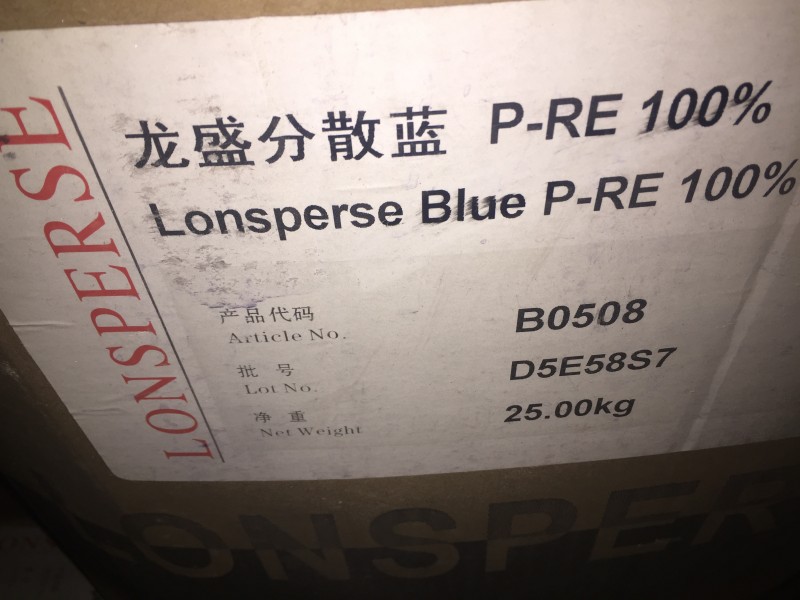 LONSPERSE
龙盛分散蓝 P-RE 100%
Lonsperse Blue P-RE 100%
产品代码 B0508
Article No.
批号 D5E58S7
Lot No.
净重 25.00kg
Net Weight
LONSPER